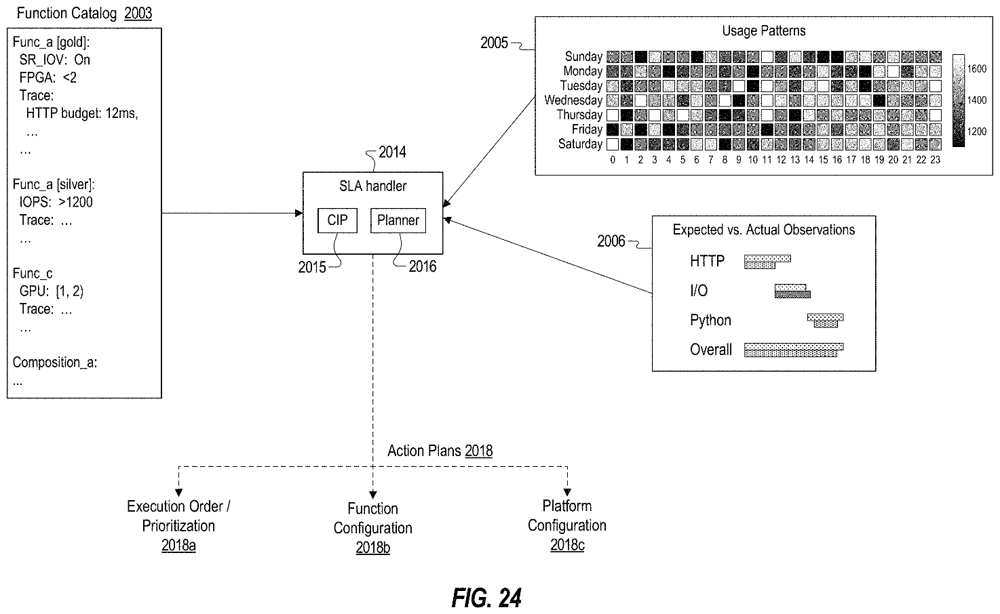 Function Catalog 2003
Func_a [gold]:
SR_IOV: On
FPGA: <2
Trace:
HTTP budget: 12ms,
...
...
Func_a [silver]:
IOPS: >1200
Trace: ...
...
Func_c
GPU: [1, 2)
Trace: ...
...
Composition_a:
...
2014
SLA handler
CIP
Planner
2015
2016
2005
Usage Patterns
Sunday
Monday
Tuesday
Wednesday
Thursday
Friday
Saturday
0 1 2 3 4 5 6 7 8 9 10 11 12 13 14 15 16 17 18 19 20 21 22 23
1600
1400
1200
2006
Expected vs. Actual Observations
HTTP
I/O
Python
Overall
Action Plans 2018
Execution Order /
Prioritization
2018a
Function
Configuration
2018b
Platform
Configuration
2018c
FIG. 24